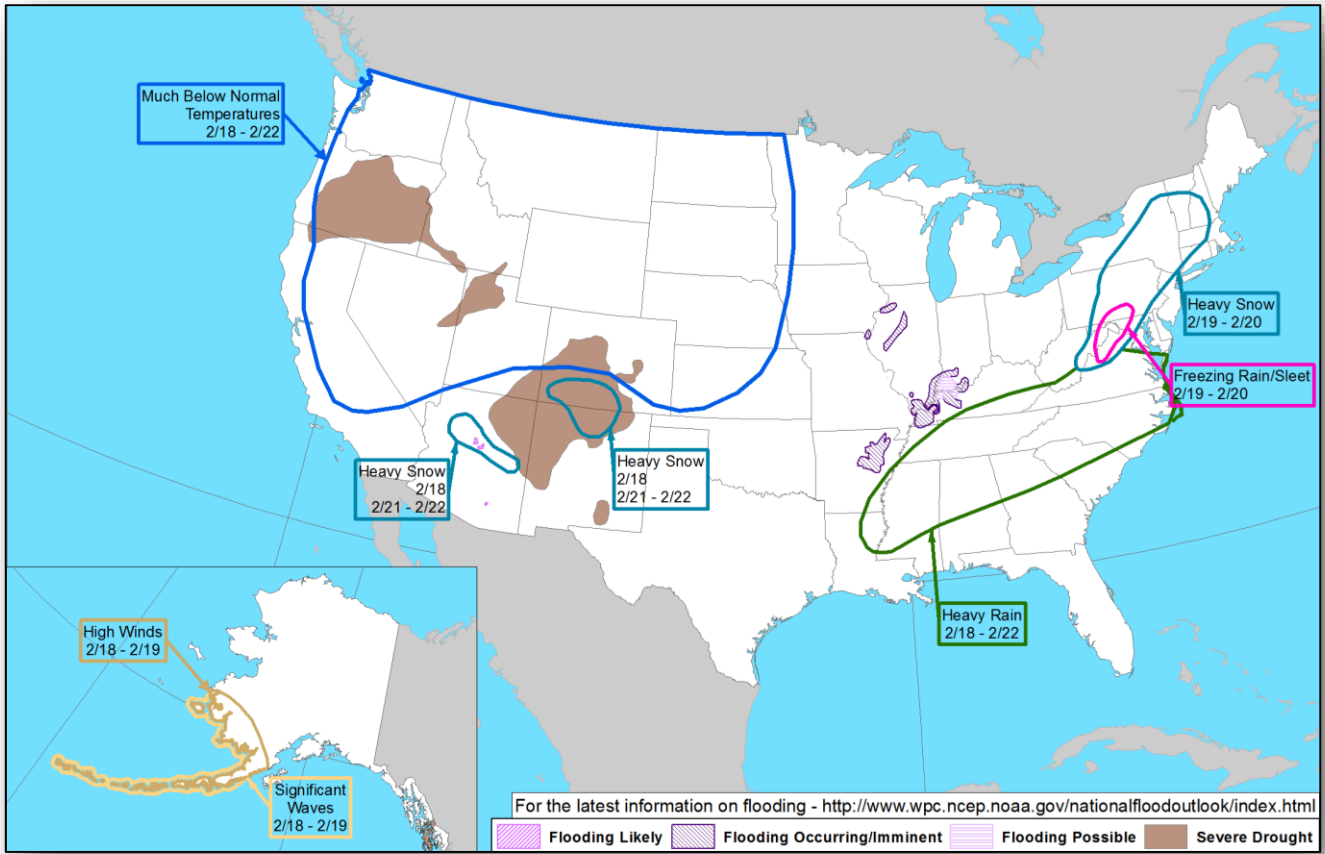 Much Below Normal
Temperatures
2/18 - 2/22
Heavy Snow
2/19 - 2/20
Freezing Rain/Sleet
2/19 - 2/20
Heavy Snow
2/18
2/21 - 2/22
Heavy Snow
2/18
2/21 - 2/22
Heavy Rain
2/18 - 2/22
High Winds
2/18 - 2/19
Significant
Waves
2/18 - 2/19
For the latest information on flooding - http://www.wpc.ncep.noaa.gov/nationalfloodoutlook/index.html
Flooding Likely
Flooding Occurring/Imminent
Flooding Possible
Severe Drought